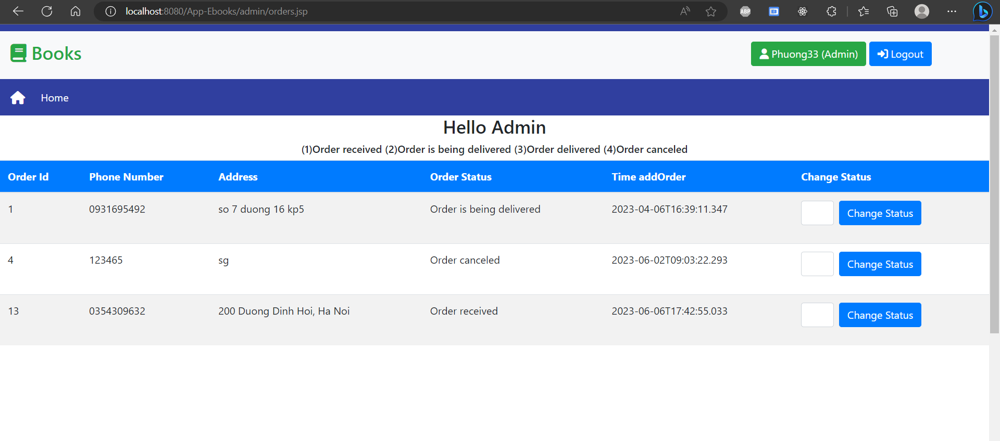 localhost:8080/App-Ebooks/admin/orders.jsp
ABP
Books
Phuong33 (Admin) Logout
Home
Hello Admin
(1)Order received (2)Order is being delivered (3)Order delivered (4)Order canceled
Order Id Phone Number Address Order Status Time addOrder Change Status
1 0931695492 so 7 duong 16 kp5 Order is being delivered 2023-04-06T16:39:11.347 Change Status
4 123465 sg Order canceled 2023-06-02T09:03:22.293 Change Status
13 0354309632 200 Duong Dinh Hoi, Ha Noi Order received 2023-06-06T17:42:55.033 Change Status